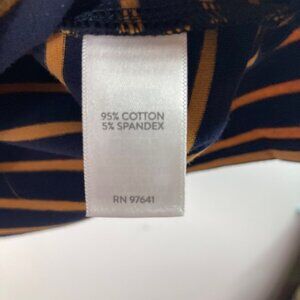 95% COTTON
5% SPANDEX
RN 97641